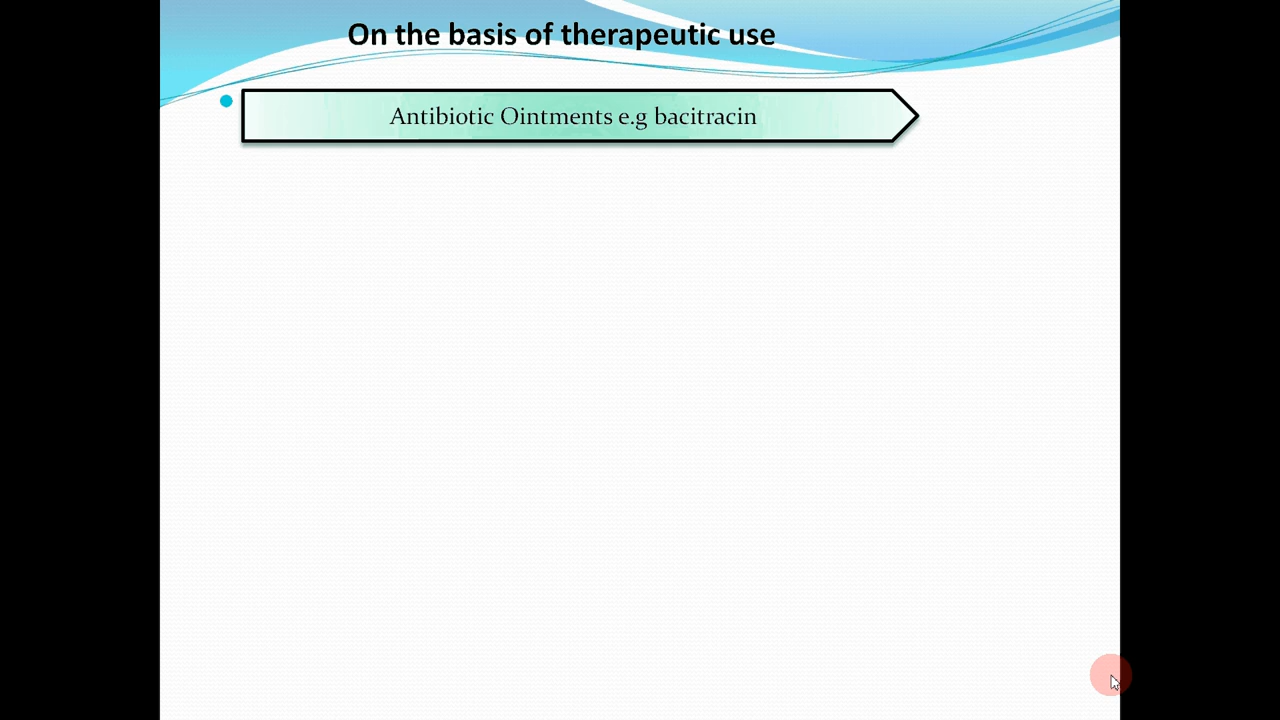 On the basis of therapeutic use
Antibiotic Ointments e.g bacitracin